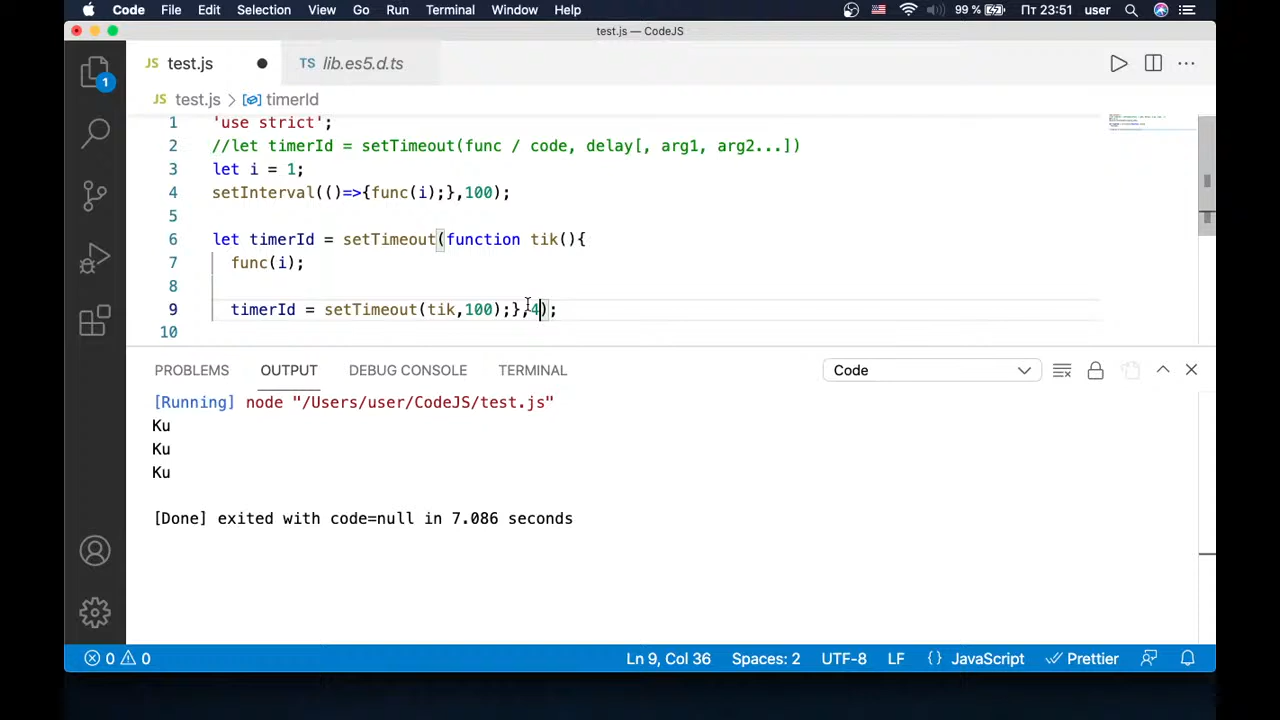 Code File Edit Selection View Go Run Terminal Window Help 99 % Пт 23:51 user
test.js — CodeJS
JS test.js TS lib.es5.d.ts
JS test.js > timerId
1 'use strict';
2 //let timerId = setTimeout(func / code, delay[, arg1, arg2...])
3 let i = 1;
4 setInterval(()=>{func(i);},100);
5
6 let timerId = setTimeout(function tik(){
7 func(i);
8
9 timerId = setTimeout(tik,100);},4);
10
1
PROBLEMS OUTPUT DEBUG CONSOLE TERMINAL Code
[Running] node "/Users/user/CodeJS/test.js"
Ku
Ku
Ku
[Done] exited with code=null in 7.086 seconds
0 0 Ln 9, Col 36 Spaces: 2 UTF-8 LF {} JavaScript Prettier